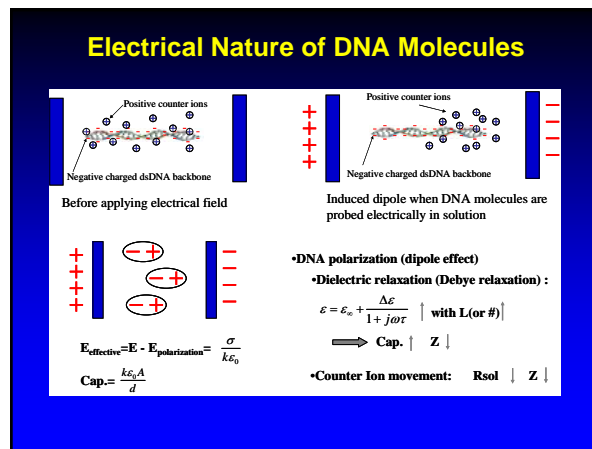 Electrical Nature of DNA Molecules
Positive counter ions
Negative charged dsDNA backbone
Before applying electrical field
Positive counter ions
Negative charged dsDNA backbone
Induced dipole when DNA molecules are
probed electrically in solution
E_effective=E - E_polarization= σ/kε₀
Cap.= kε₀A/d
•DNA polarization (dipole effect)
•Dielectric relaxation (Debye relaxation) :
ε = ε∞ + Δε/(1 + jωτ) ↑ with L(or #)↑
⇒ Cap. ↑ Z ↓
•Counter Ion movement: Rsol ↓ Z ↓